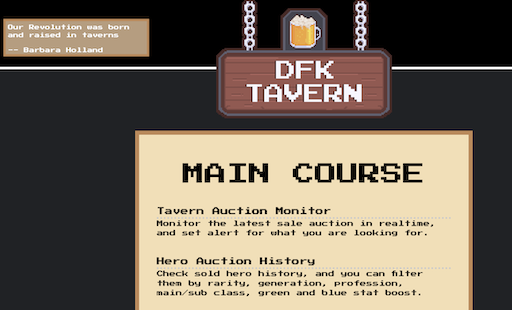 Our Revolution was born
and raised in taverns
-- Barbara Holland
DFK
TAVERN
MAIN COURSE
Tavern Auction Monitor
Monitor the latest sale auction in realtime,
and set alert for what you are looking for.
Hero Auction History
Check sold hero history, and you can filter
them by rarity, generation, profession,
main/sub class, green and blue stat boost.